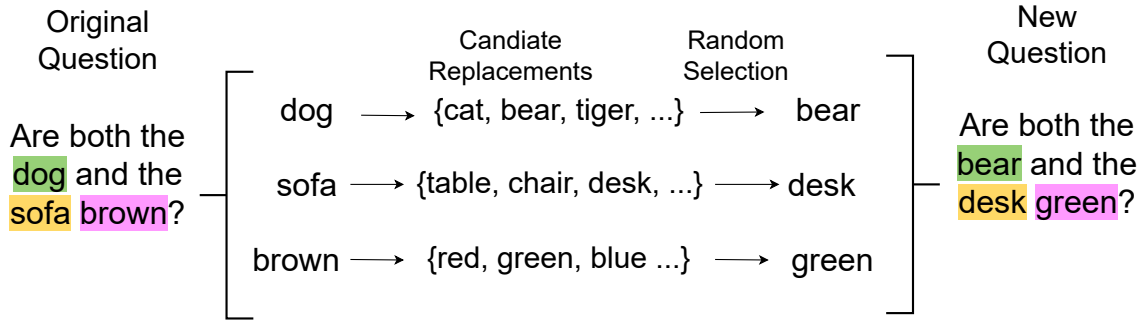 Original
Question
Are both the
dog and the
sofa brown?
Candiate
Replacements
Random
Selection
dog {cat, bear, tiger, ...} bear
sofa {table, chair, desk, ...} desk
brown {red, green, blue ...} green
New
Question
Are both the
bear and the
desk green?